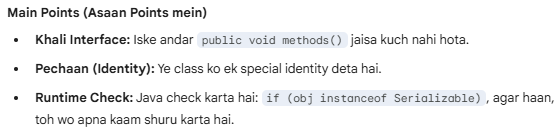 Main Points (Asaan Points mein)
• Khali Interface: Iske andar public void methods() jaisa kuch nahi hota.
• Pechaan (Identity): Ye class ko ek special identity deta hai.
• Runtime Check: Java check karta hai: if (obj instanceof Serializable) , agar haan,
toh wo apna kaam shuru karta hai.